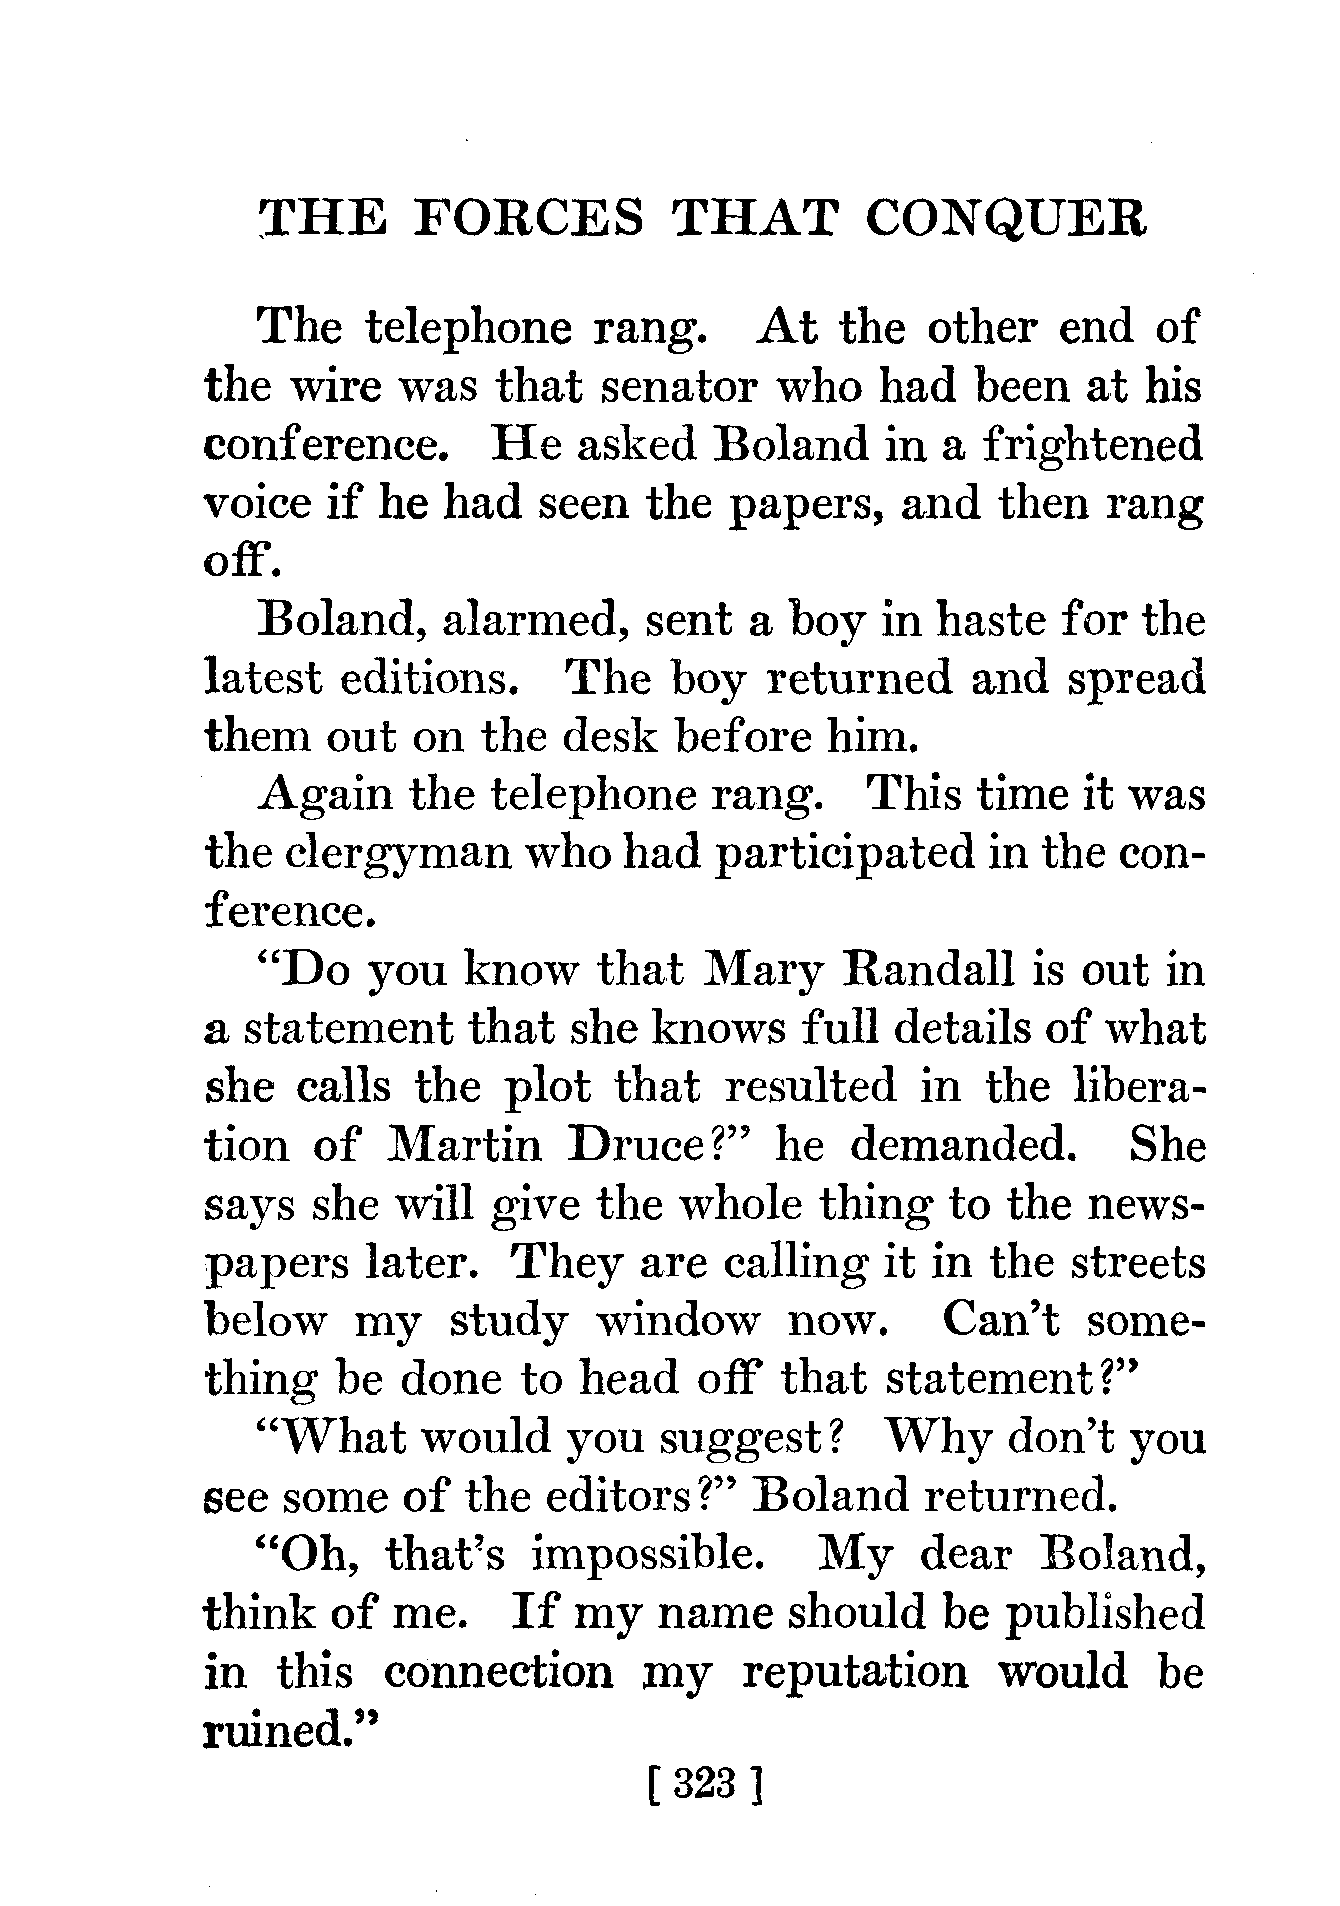 THE FORCES THAT CONQUER
The telephone rang. At the other end of
the wire was that senator who had been at his
conference. He asked Boland in a frightened
voice if he had seen the papers, and then rang
off.
Boland, alarmed, sent a boy in haste for the
latest editions. The boy returned and spread
them out on the desk before him.
Again the telephone rang. This time it was
the clergyman who had participated in the con-
ference.
“Do you know that Mary Randall is out in
a statement that she knows full details of what
she calls the plot that resulted in the libera-
tion of Martin Druce?” he demanded. She
says she will give the whole thing to the news-
papers later. They are calling it in the streets
below my study window now. Can’t some-
thing be done to head off that statement?”
“What would you suggest? Why don’t you
see some of the editors?” Boland returned.
“Oh, that’s impossible. My dear Boland,
think of me. If my name should be published
in this connection my reputation would be
ruined.”
[ 323 ]